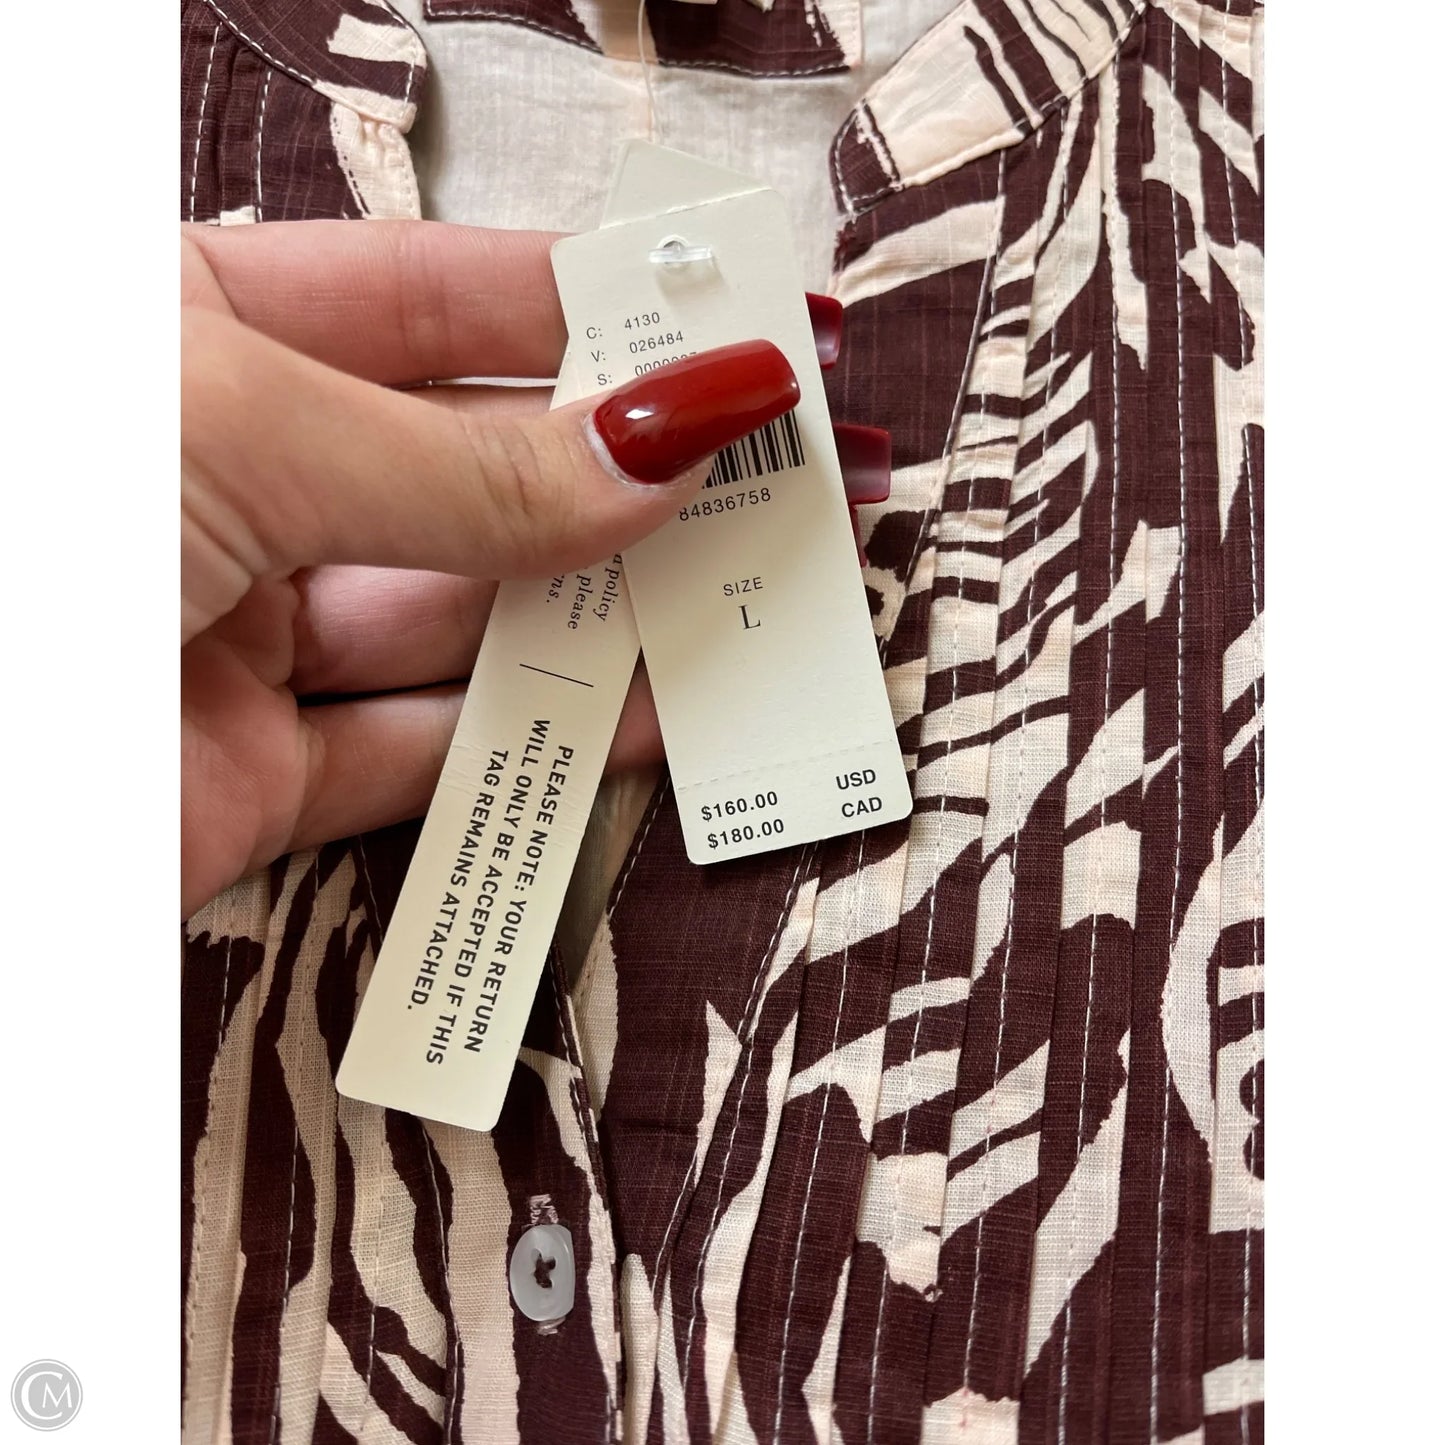 C: 4130
V: 026484
S:
84836758
SIZE
L
$160.00 USD
$180.00 CAD
policy
please
PLEASE NOTE: YOUR RETURN
WILL ONLY BE ACCEPTED IF THIS
TAG REMAINS ATTACHED.
CM